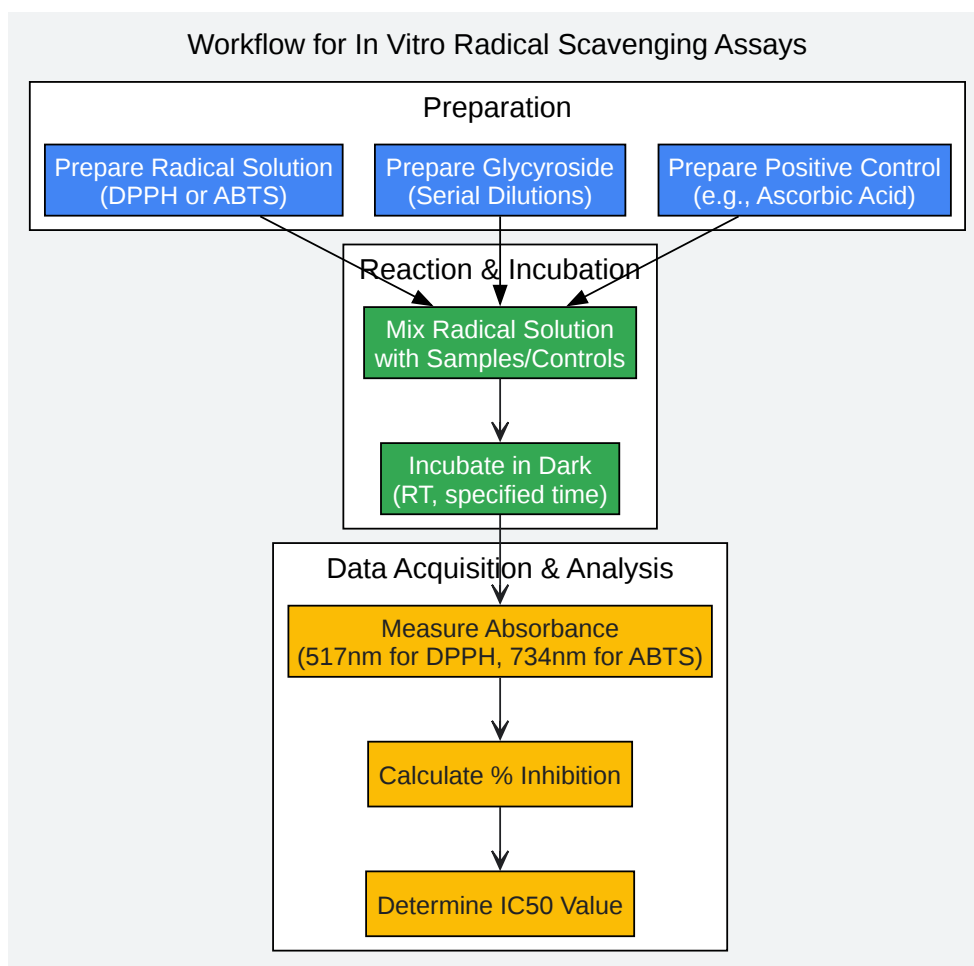 Workflow for In Vitro Radical Scavenging Assays
Preparation
Prepare Radical Solution
(DPPH or ABTS)
Prepare Glycyroside
(Serial Dilutions)
Prepare Positive Control
(e.g., Ascorbic Acid)
Reaction & Incubation
Mix Radical Solution
with Samples/Controls
Incubate in Dark
(RT, specified time)
Data Acquisition & Analysis
Measure Absorbance
(517nm for DPPH, 734nm for ABTS)
Calculate % Inhibition
Determine IC50 Value